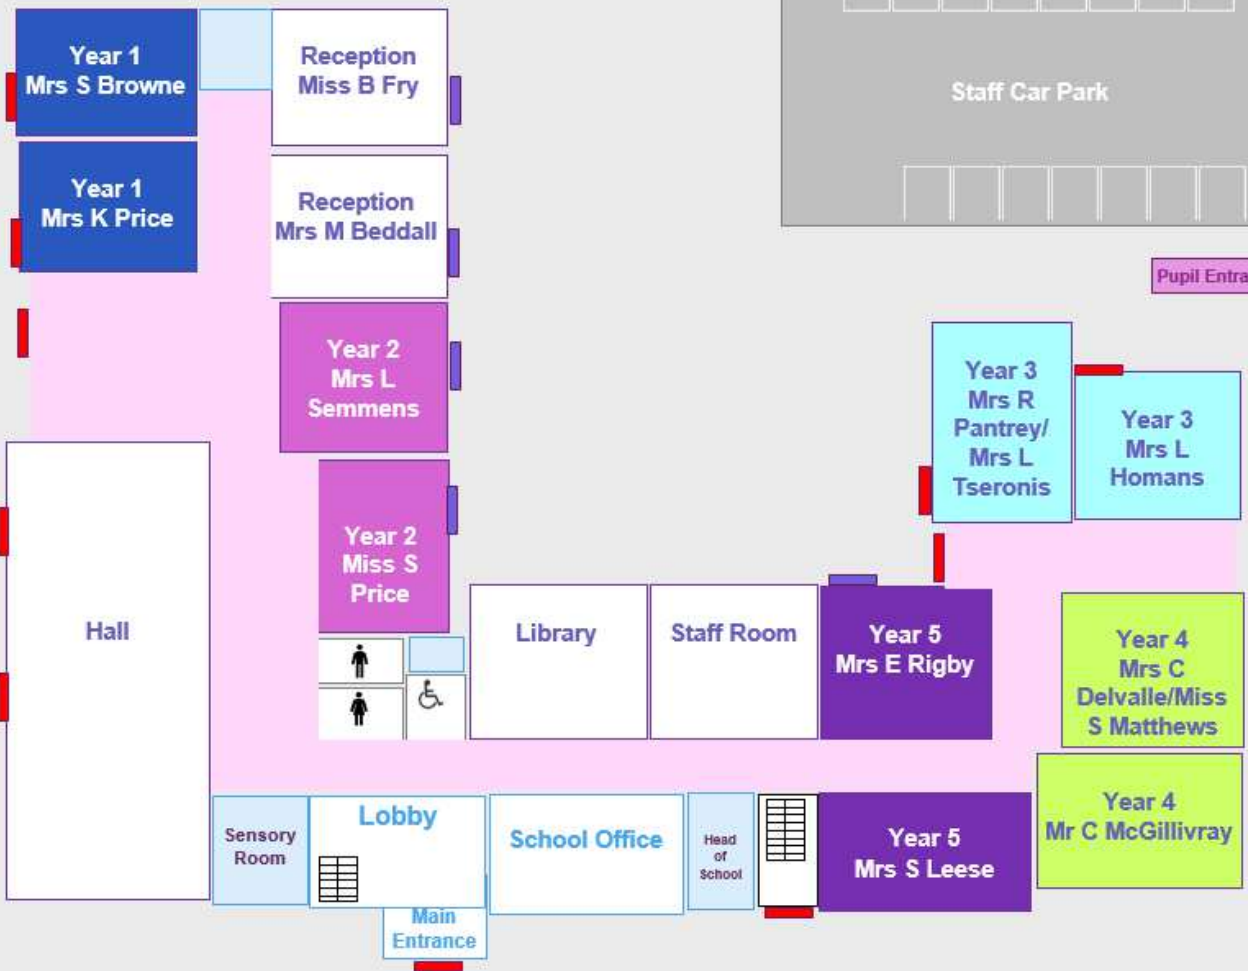 Year 1
Mrs S Browne
Reception
Miss B Fry
Staff Car Park
Year 1
Mrs K Price
Reception
Mrs M Beddall
Pupil Entra
Year 2
Mrs L
Semmens
Year 3
Mrs R
Pantrey/
Mrs L
Tseronis
Year 3
Mrs L
Homans
Year 2
Miss S
Price
Hall
Library
Staff Room
Year 5
Mrs E Rigby
Year 4
Mrs C
Delvalle/Miss
S Matthews
Sensory
Room
Lobby
School Office
Head
of
School
Year 5
Mrs S Leese
Year 4
Mr C McGillivray
Main
Entrance